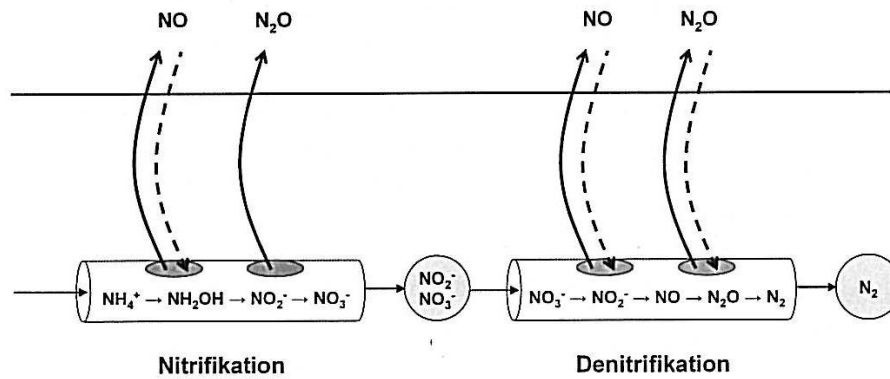 NO N₂O NO N₂O
NH₄⁺ → NH₂OH → NO₂⁻ → NO₃⁻
NO₂⁻
NO₃⁻
NO₃⁻ → NO₂⁻ → NO → N₂O → N₂
N₂
Nitrifikation Denitrifikation